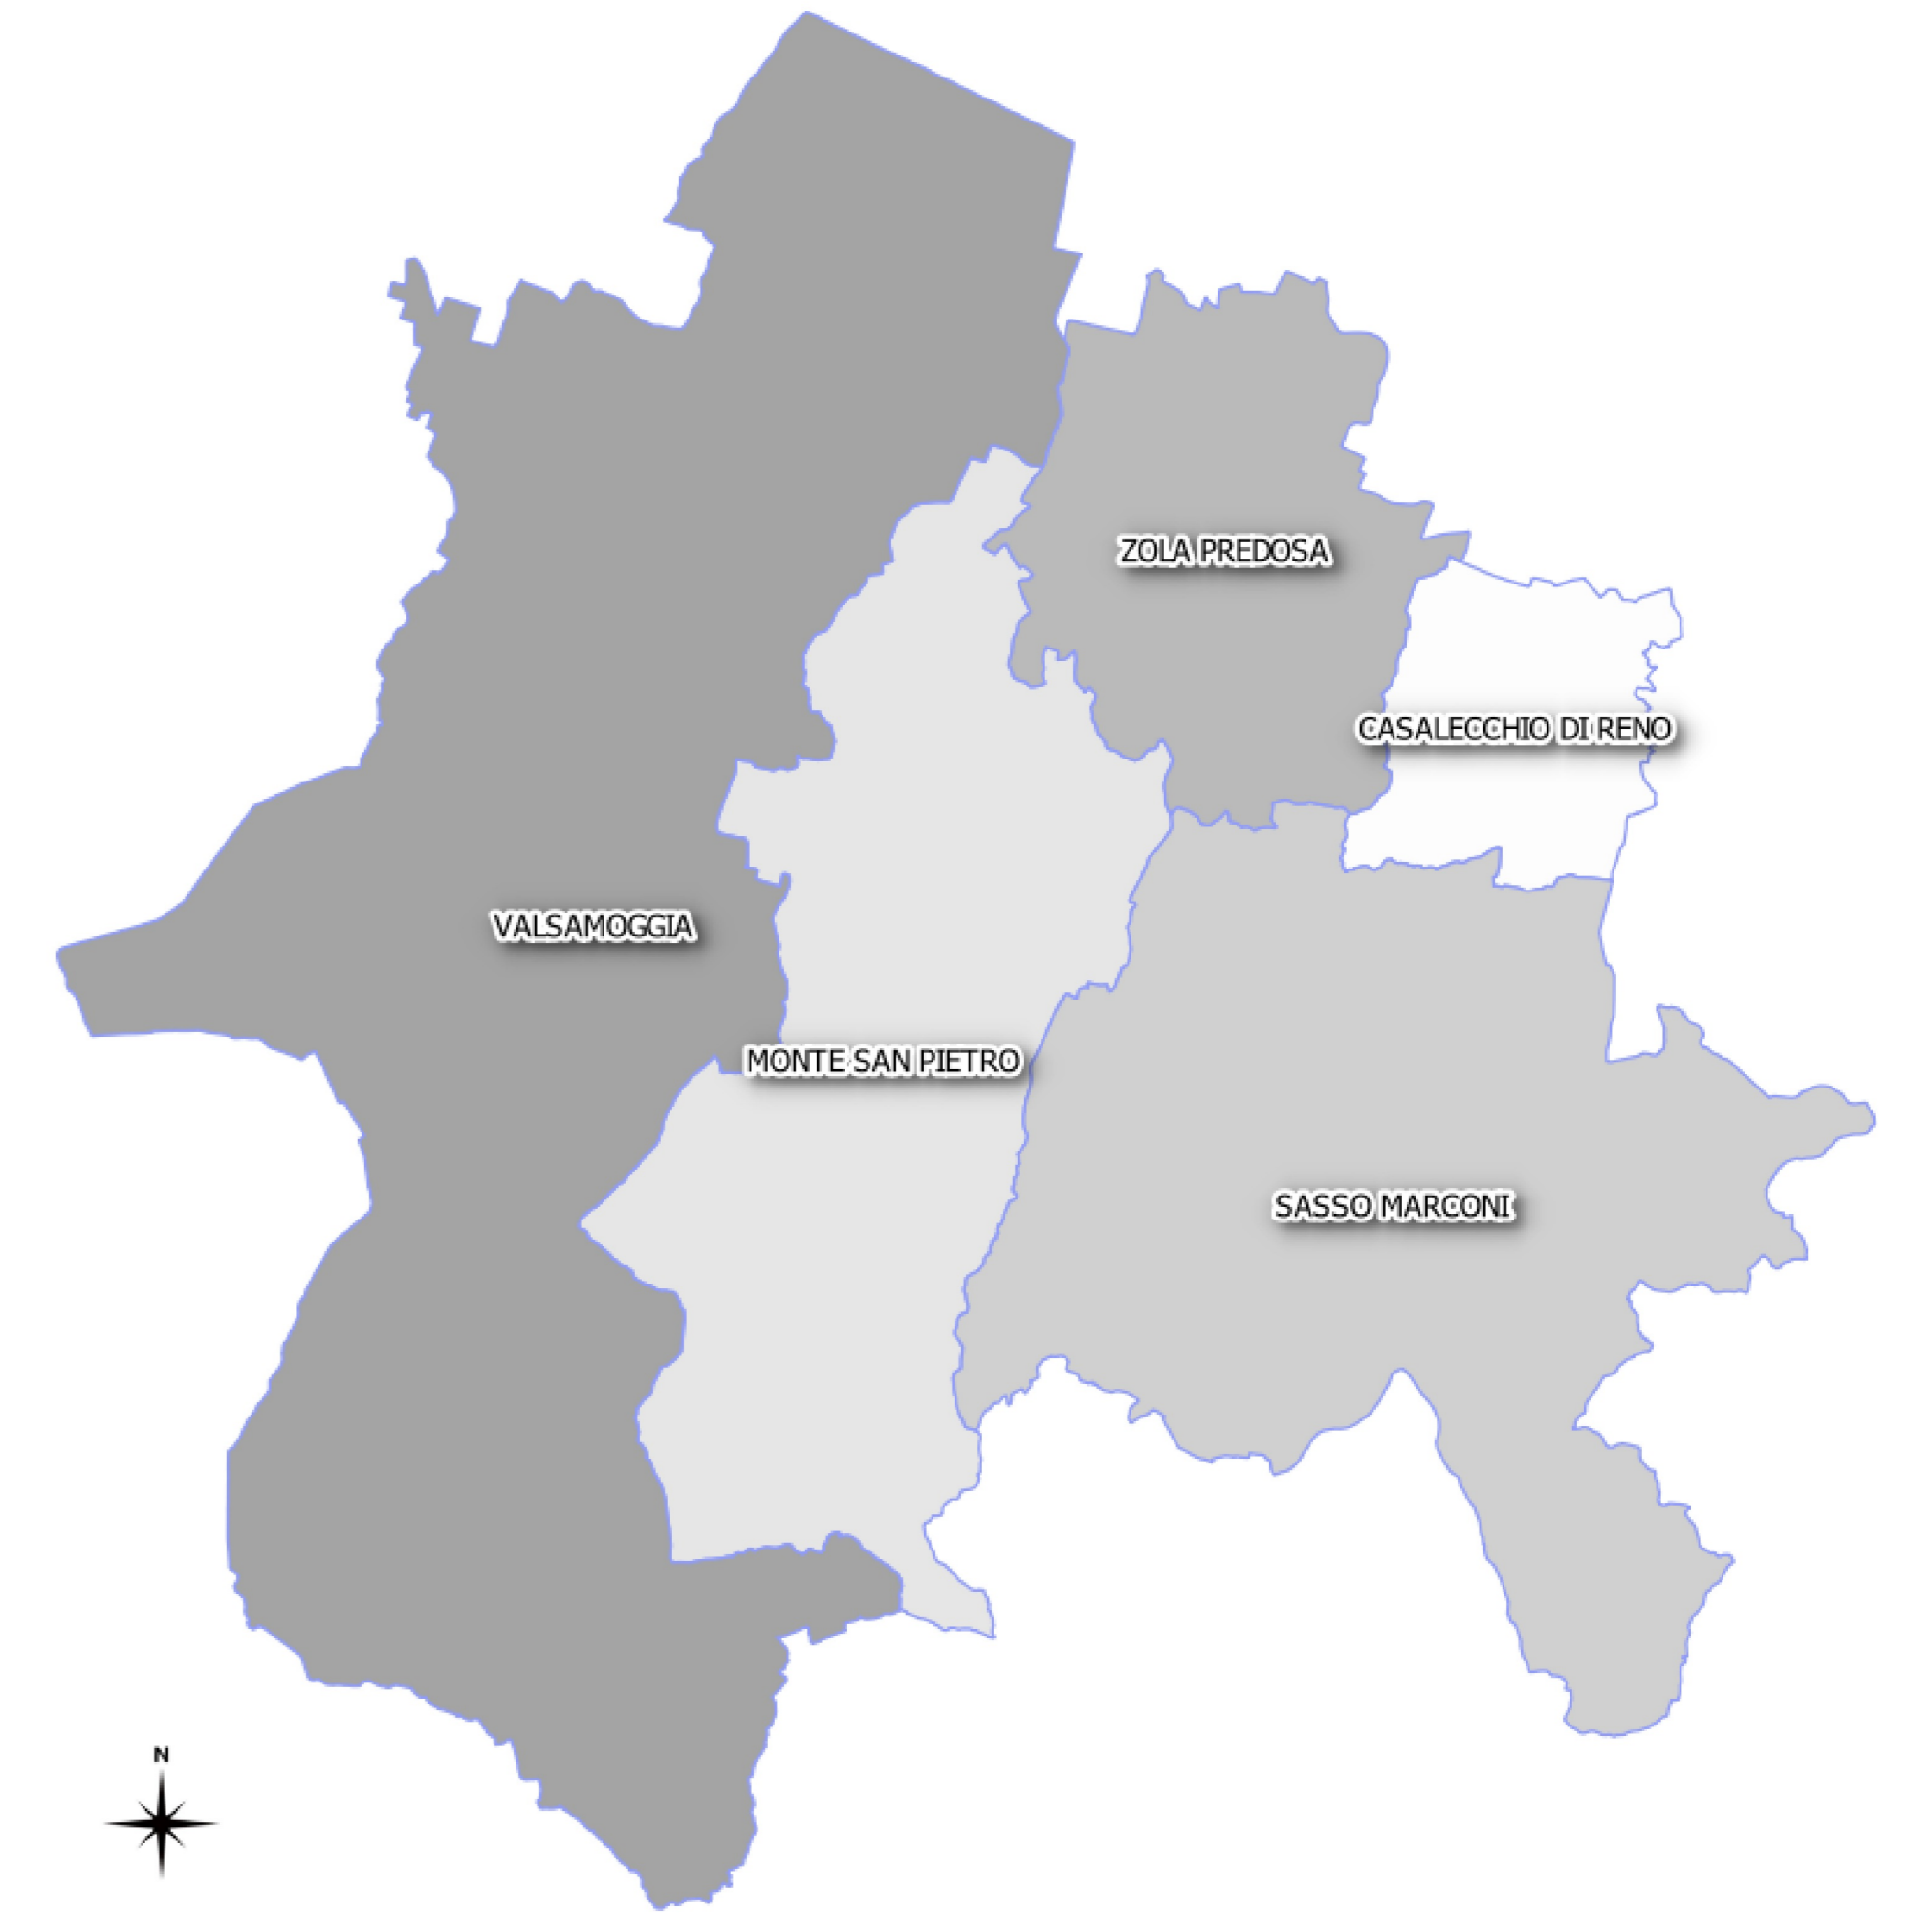 ZOLA PREDOSA
CASALECCHIO DI RENO
VALSAMOGGIA
MONTE SAN PIETRO
SASSO MARCONI
N